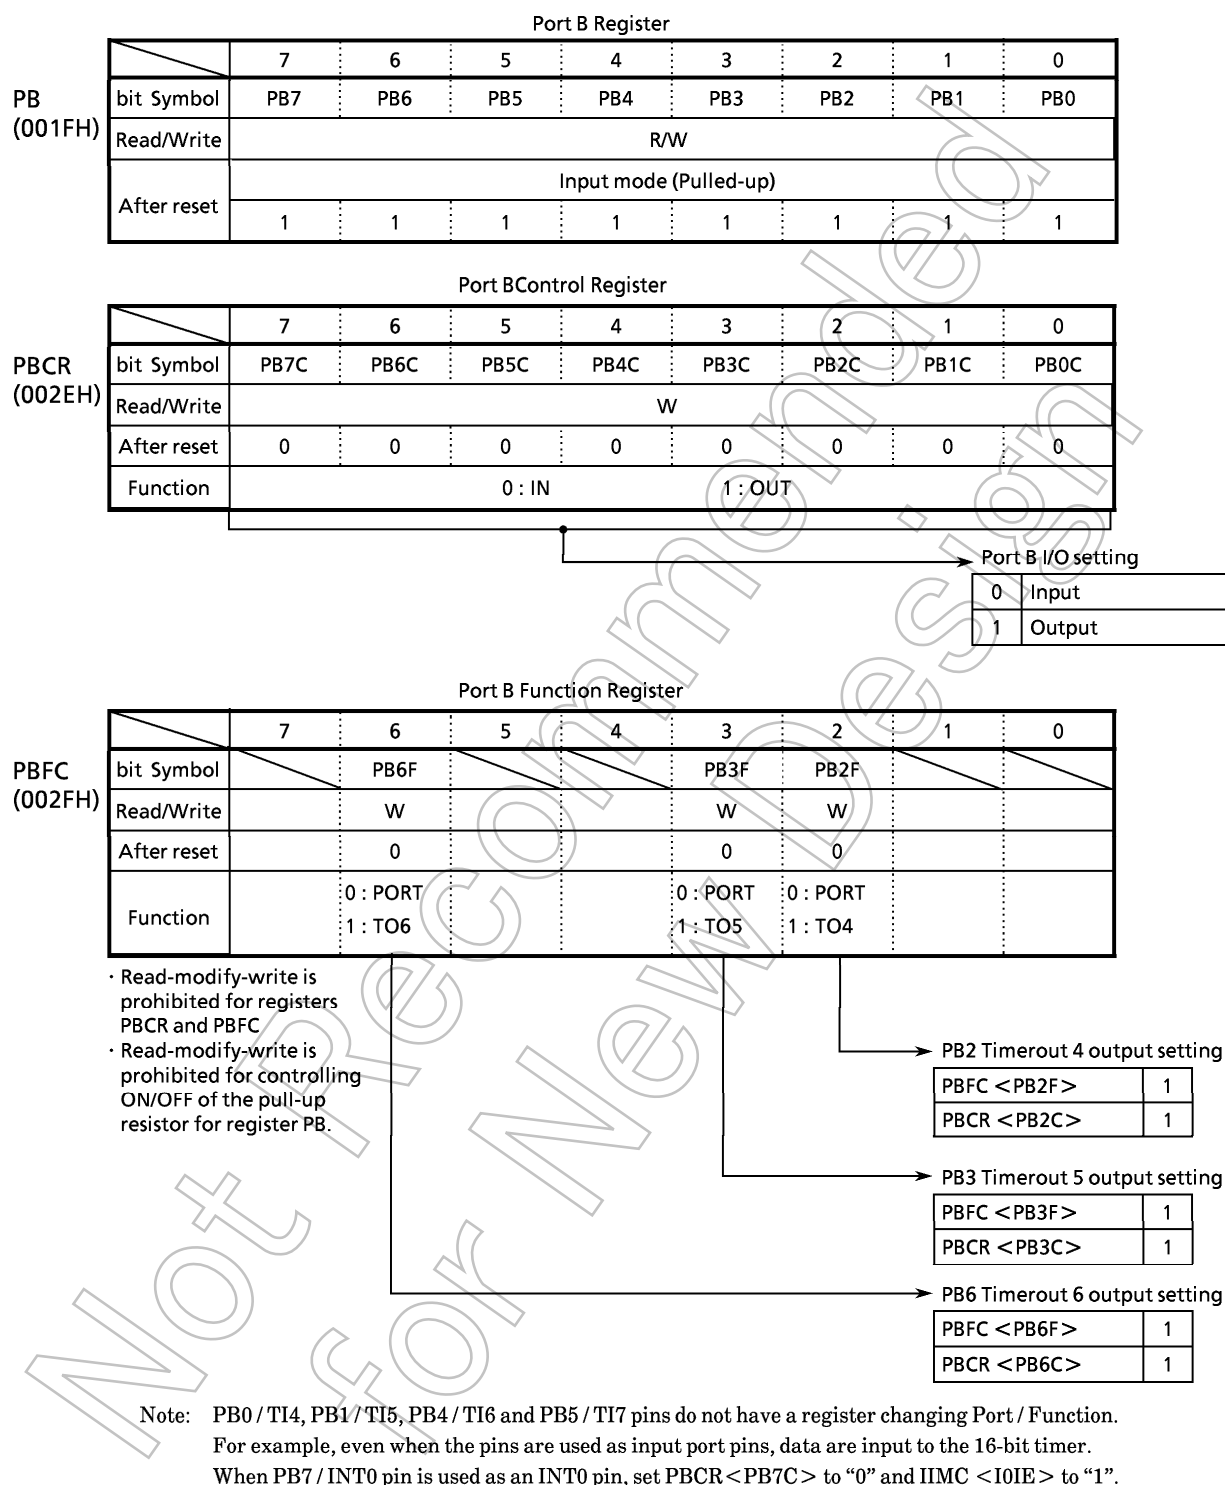 Port B Register
7 6 5 4 3 2 1 0
PB (001FH)
bit Symbol PB7 PB6 PB5 PB4 PB3 PB2 PB1 PB0
Read/Write R/W
After reset Input mode (Pulled-up)
1 1 1 1 1 1 1 1
Port BControl Register
7 6 5 4 3 2 1 0
PBCR (002EH)
bit Symbol PB7C PB6C PB5C PB4C PB3C PB2C PB1C PB0C
Read/Write W
After reset 0 0 0 0 0 0 0 0
Function 0 : IN 1 : OUT
Port B I/O setting
0 Input
1 Output
Port B Function Register
7 6 5 4 3 2 1 0
PBFC (002FH)
bit Symbol PB6F PB3F PB2F
Read/Write W W W
After reset 0 0 0
Function 0 : PORT 0 : PORT 0 : PORT
1 : TO6 1 : TO5 1 : TO4
· Read-modify-write is
prohibited for registers
PBCR and PBFC
· Read-modify-write is
prohibited for controlling
ON/OFF of the pull-up
resistor for register PB.
PB2 Timerout 4 output setting
PBFC <PB2F> 1
PBCR <PB2C> 1
PB3 Timerout 5 output setting
PBFC <PB3F> 1
PBCR <PB3C> 1
PB6 Timerout 6 output setting
PBFC <PB6F> 1
PBCR <PB6C> 1
Note: PB0 / TI4, PB1 / TI5, PB4 / TI6 and PB5 / TI7 pins do not have a register changing Port / Function.
For example, even when the pins are used as input port pins, data are input to the 16-bit timer.
When PB7 / INT0 pin is used as an INT0 pin, set PBCR<PB7C> to “0” and IIMC <I0IE> to “1”.
Not Recommended
for New Design